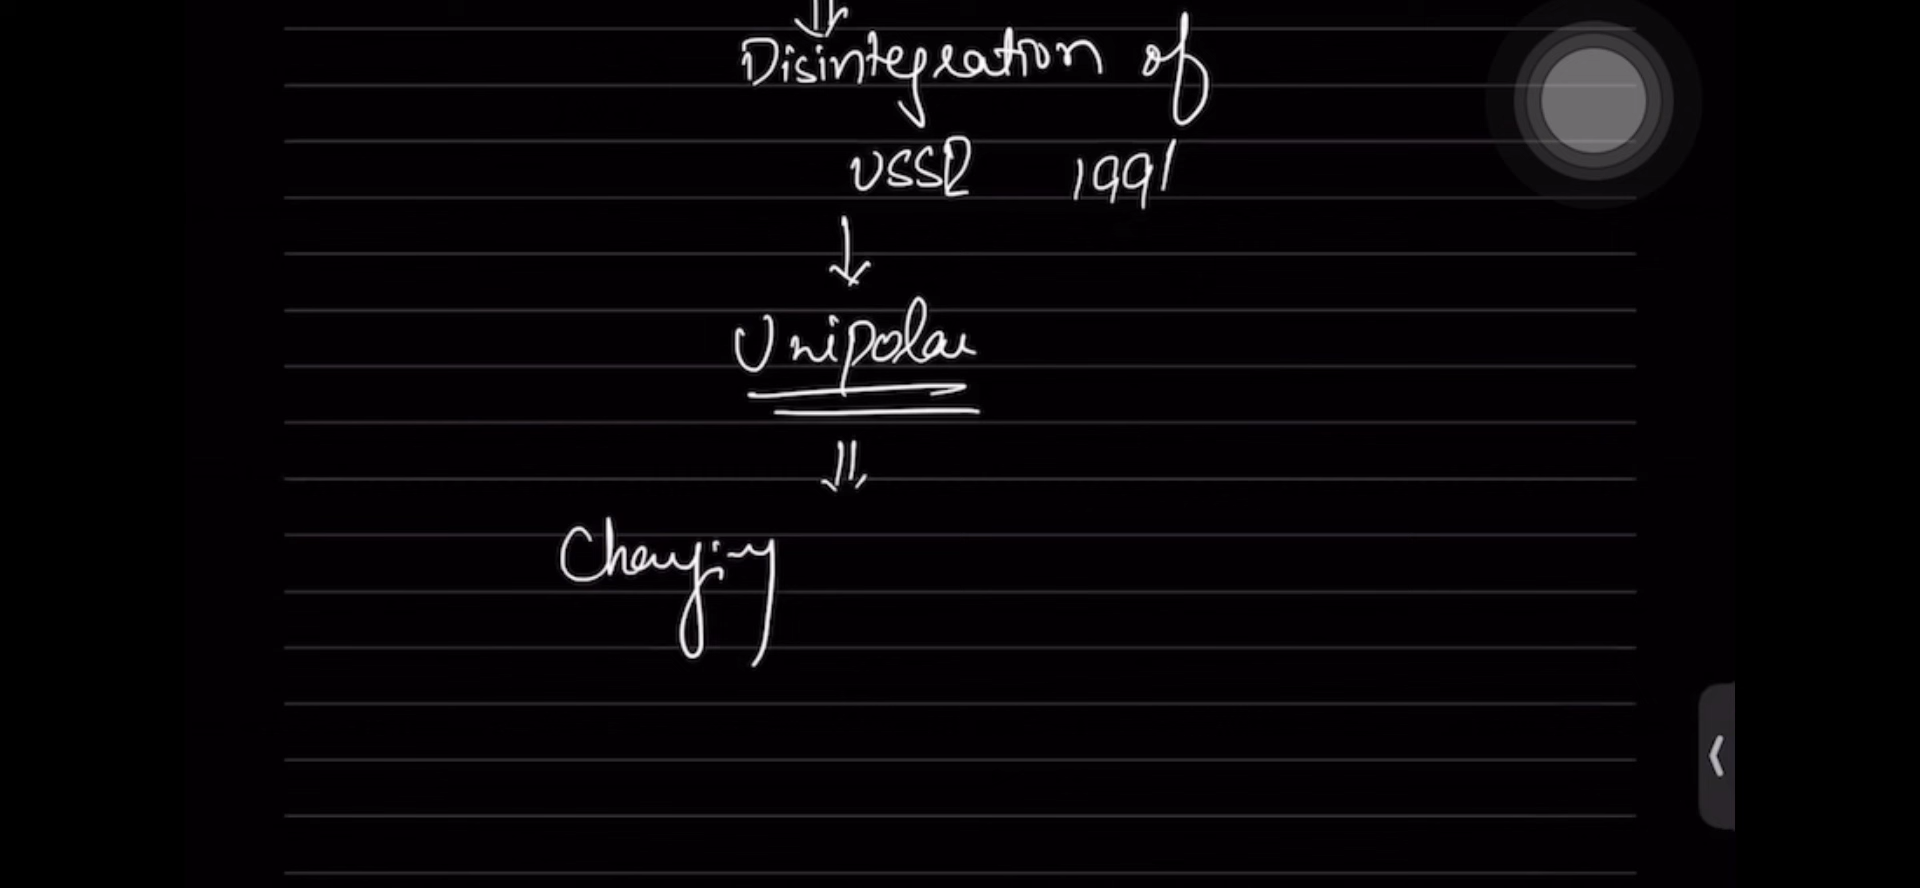 Disintegration of
USSR 1991
Unipolar
Changing